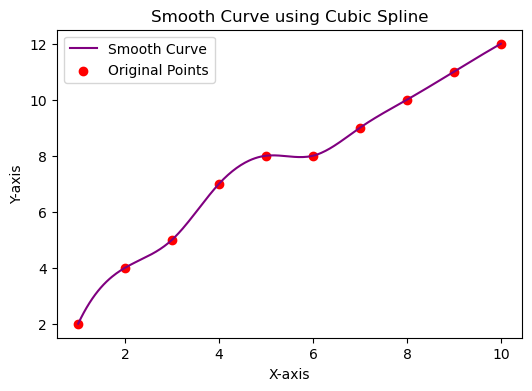 Smooth Curve using Cubic Spline
Smooth Curve
Original Points
Y-axis
12
10
8
6
4
2
2 4 6 8 10
X-axis